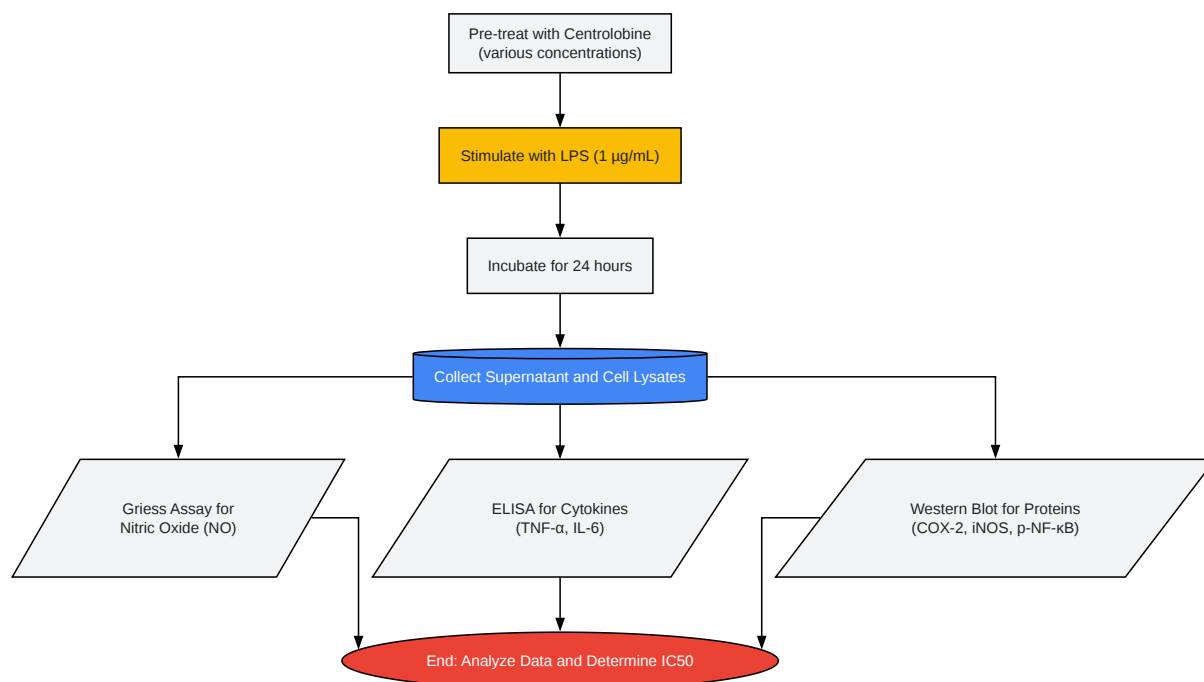 Pre-treat with Centrolobine
(various concentrations)
Stimulate with LPS (1 µg/mL)
Incubate for 24 hours
Collect Supernatant and Cell Lysates
Griess Assay for
Nitric Oxide (NO)
ELISA for Cytokines
(TNF-α, IL-6)
Western Blot for Proteins
(COX-2, iNOS, p-NF-κB)
End: Analyze Data and Determine IC50